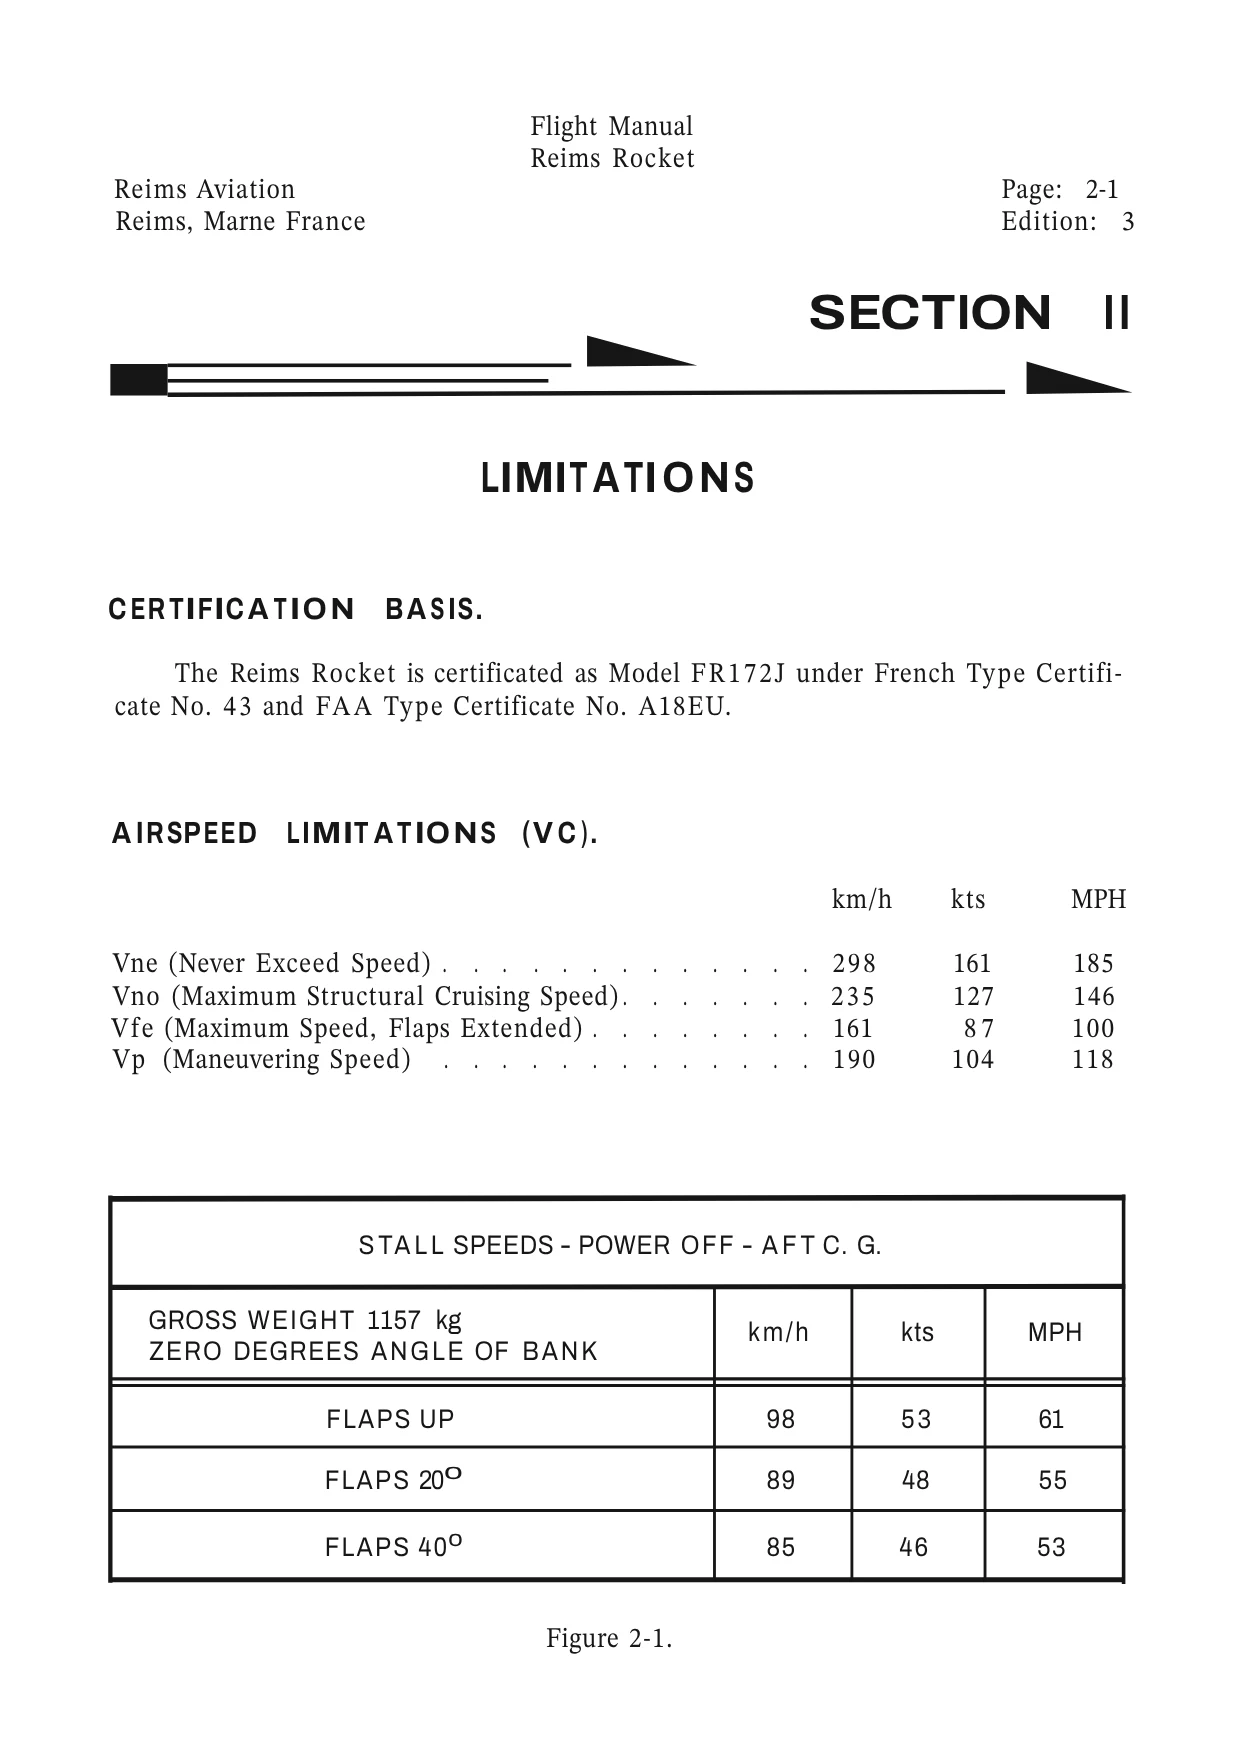 Flight Manual
Reims Rocket
Reims Aviation Page: 2-1
Reims, Marne France Edition: 3
SECTION II
LIMITATIONS
CERTIFICATION BASIS.
The Reims Rocket is certificated as Model FR172J under French Type Certifi-
cate No. 43 and FAA Type Certificate No. A18EU.
AIRSPEED LIMITATIONS (VC).
km/h kts MPH
Vne (Never Exceed Speed) . . . . . . . . . . . . . 298 161 185
Vno (Maximum Structural Cruising Speed) . . . . . . . 235 127 146
Vfe (Maximum Speed, Flaps Extended) . . . . . . . . 161 87 100
Vp (Maneuvering Speed) . . . . . . . . . . . . . 190 104 118
STALL SPEEDS - POWER OFF - AFT C. G.
GROSS WEIGHT 1157 kg
ZERO DEGREES ANGLE OF BANK km/h kts MPH
FLAPS UP 98 53 61
FLAPS 20° 89 48 55
FLAPS 40° 85 46 53
Figure 2-1.